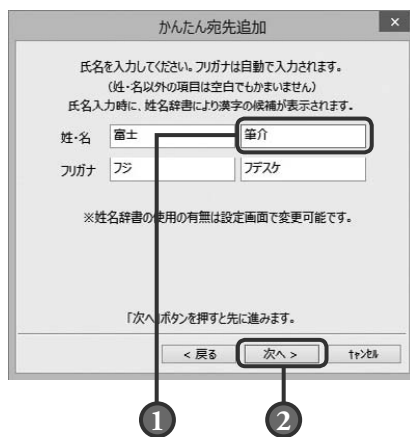 かんたん宛先追加
×
氏名を入力してください。フリガナは自動で入力されます。
(姓・名以外の項目は空白でもかまいません)
氏名入力時に、姓名辞書により漢字の候補が表示されます。
姓・名 富士 筆介
フリガナ フジ フデスケ
※姓名辞書の使用の有無は設定画面で変更可能です。
「次へ」ボタンを押すと先に進みます。
< 戻る 次へ > キャンセル
1 2